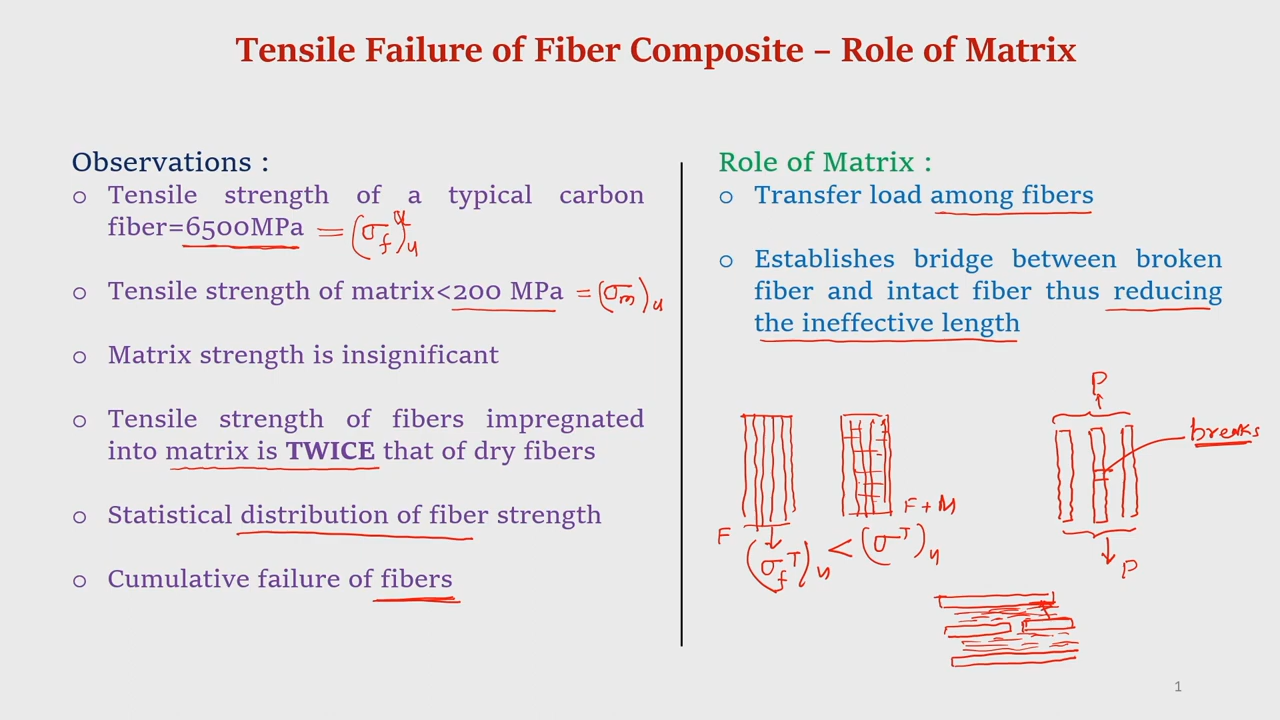 Tensile Failure of Fiber Composite – Role of Matrix
Observations :
○ Tensile strength of a typical carbon
fiber=6500MPa = (σf)u
○ Tensile strength of matrix<200 MPa = (σm)u
○ Matrix strength is insignificant
○ Tensile strength of fibers impregnated
into matrix is TWICE that of dry fibers
○ Statistical distribution of fiber strength
○ Cumulative failure of fibers
Role of Matrix :
○ Transfer load among fibers
○ Establishes bridge between broken
fiber and intact fiber thus reducing
the ineffective length
P
breaks
F
F+M
(σf^T)u < (σ^T)u
P
1